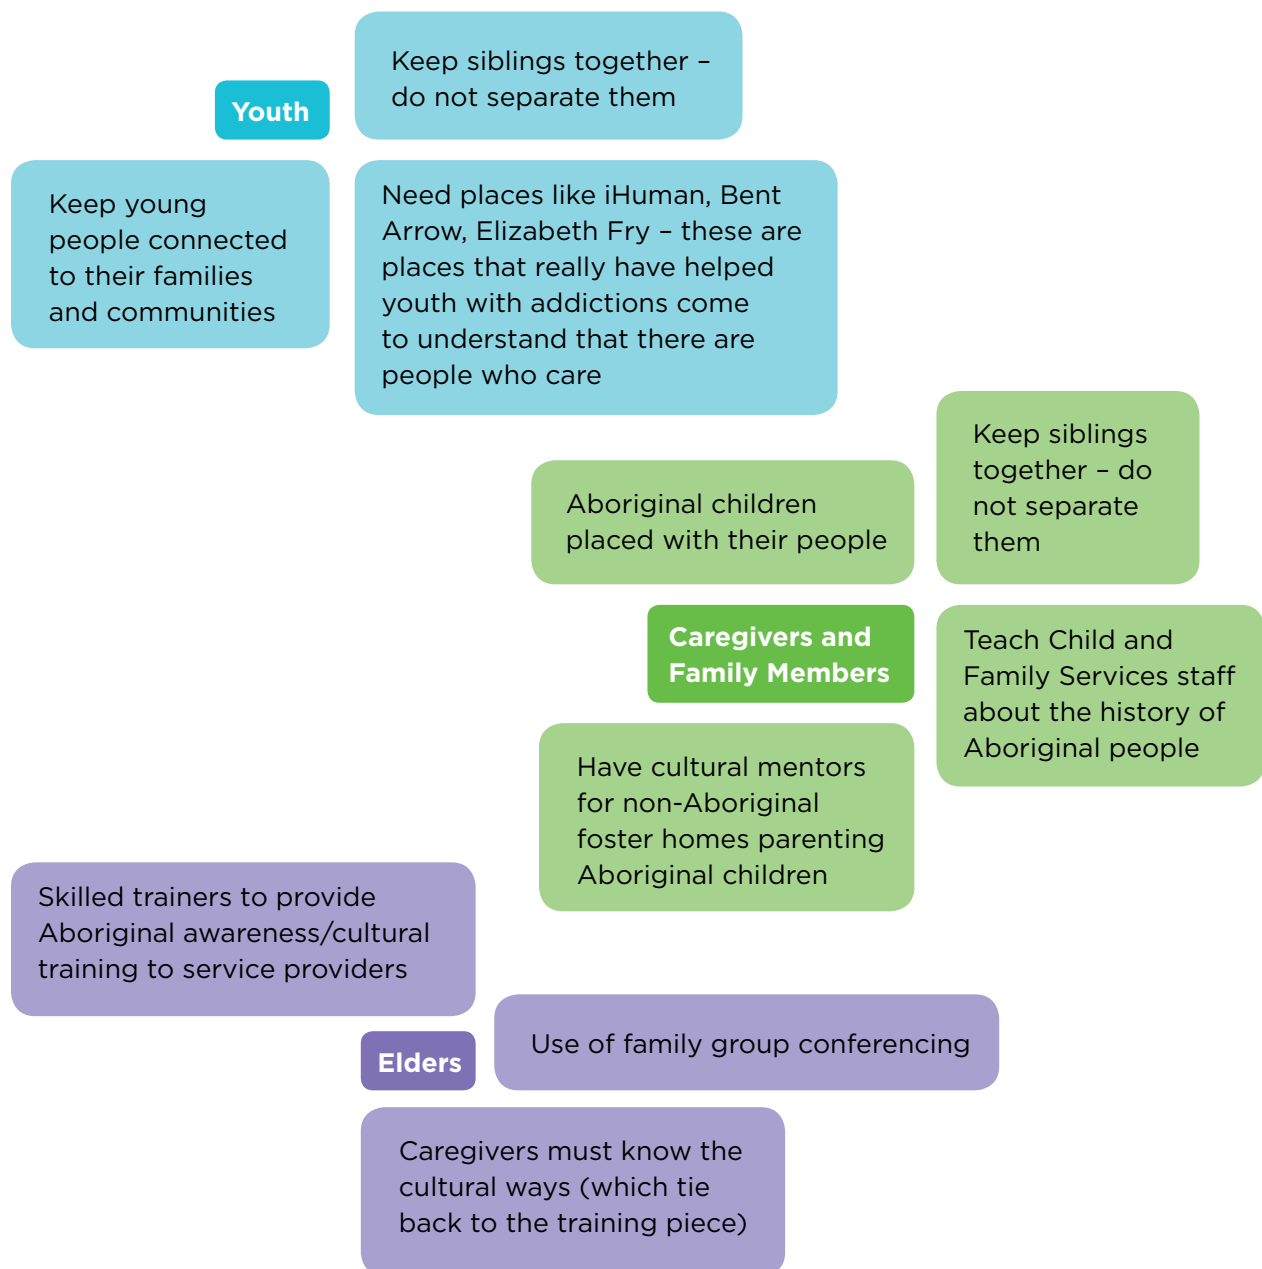 Keep siblings together –
do not separate them
Youth
Keep young
people connected
to their families
and communities
Need places like iHuman, Bent
Arrow, Elizabeth Fry – these are
places that really have helped
youth with addictions come
to understand that there are
people who care
Keep siblings
together – do
not separate
them
Aboriginal children
placed with their people
Caregivers and
Family Members
Teach Child and
Family Services staff
about the history of
Aboriginal people
Have cultural mentors
for non-Aboriginal
foster homes parenting
Aboriginal children
Skilled trainers to provide
Aboriginal awareness/cultural
training to service providers
Use of family group conferencing
Elders
Caregivers must know the
cultural ways (which tie
back to the training piece)